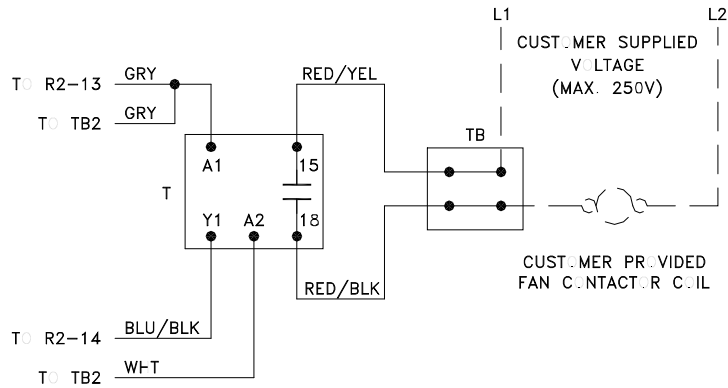 L1
L2
CUSTOMER SUPPLIED
VOLTAGE
(MAX. 250V)
GRY
RED/YEL
TO R2-13
GRY
TO TB2
TB
A1
15
T
Y1
A2
18
CUSTOMER PROVIDED
FAN CONTACTOR COIL
RED/BLK
BLU/BLK
TO R2-14
WHT
TO TB2